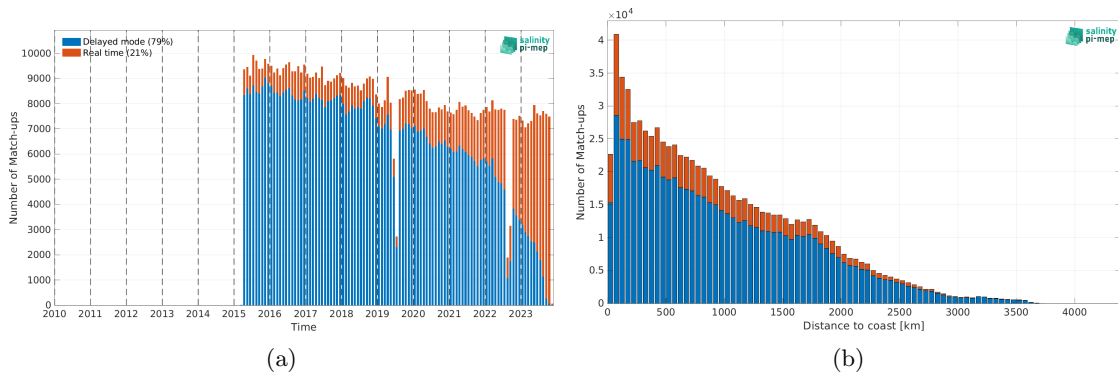 Delayed mode (79%)
Real time (21%)
salinity
pi-mep
Number of Match-ups
10000
9000
8000
7000
6000
5000
4000
3000
2000
1000
0
2010 2011 2012 2013 2014 2015 2016 2017 2018 2019 2020 2021 2022 2023
Time
(a)
×10⁴
salinity
pi-mep
Number of Match-ups
4
3.5
3
2.5
2
1.5
1
0.5
0
0 500 1000 1500 2000 2500 3000 3500 4000
Distance to coast [km]
(b)